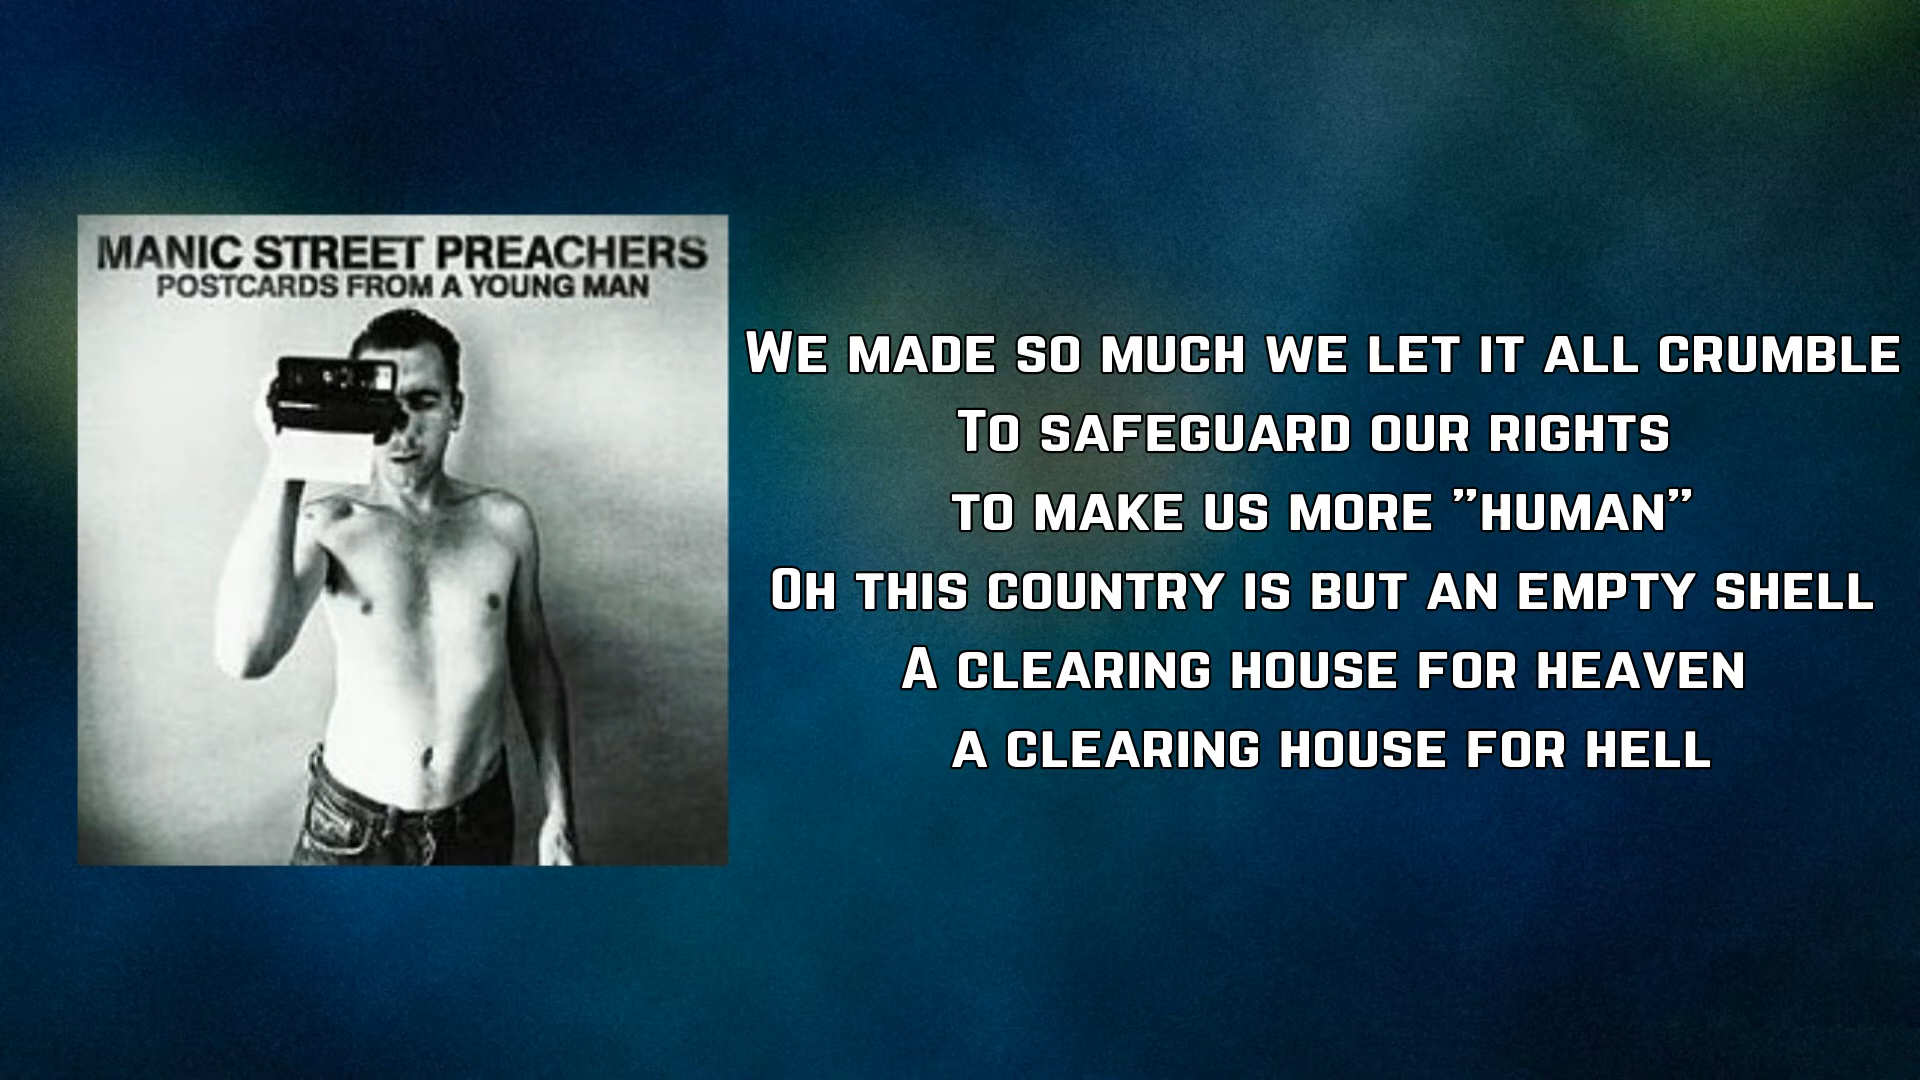 MANIC STREET PREACHERS
POSTCARDS FROM A YOUNG MAN
We made so much we let it all crumble
To safeguard our rights
to make us more "human"
Oh this country is but an empty shell
A clearing house for heaven
a clearing house for hell